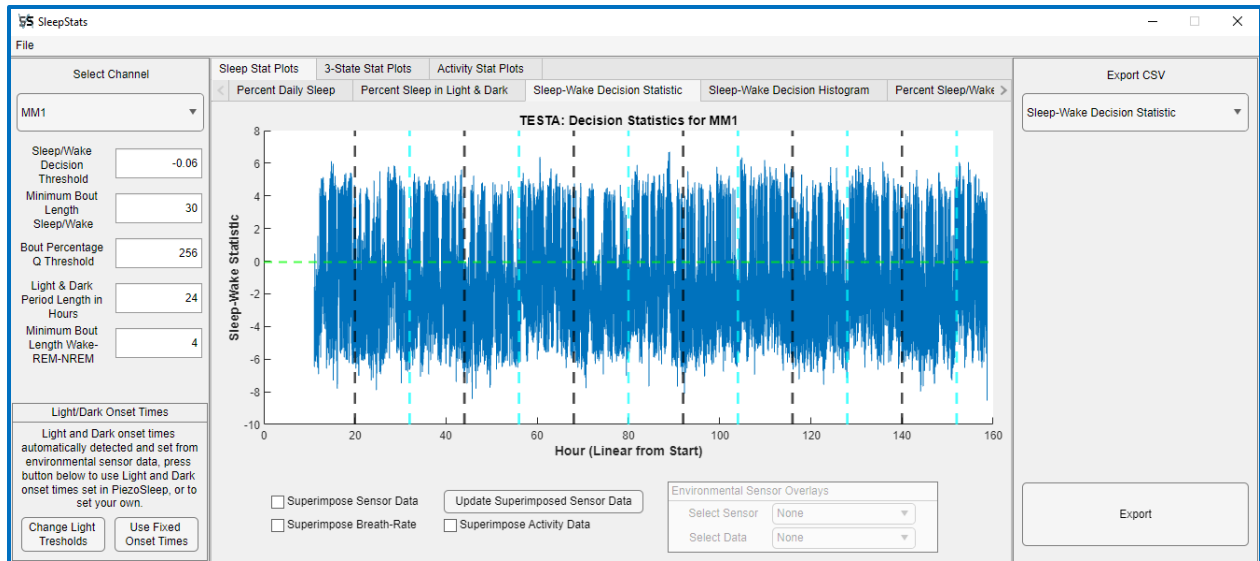 SS SleepStats
File
Select Channel
MM1
Sleep/Wake
Decision
Threshold
-0.06
Minimum Bout
Length
Sleep/Wake
30
Bout Percentage
Q Threshold
256
Light & Dark
Period Length in
Hours
24
Minimum Bout
Length Wake-
REM-NREM
4
Light/Dark Onset Times
Light and Dark onset times
automatically detected and set from
environmental sensor data, press
button below to use Light and Dark
onset times set in PiezoSleep, or to
set your own.
Change Light
Tresholds
Use Fixed
Onset Times
Sleep Stat Plots 3-State Stat Plots Activity Stat Plots
Percent Daily Sleep Percent Sleep in Light & Dark Sleep-Wake Decision Statistic Sleep-Wake Decision Histogram Percent Sleep/Wake
TESTA: Decision Statistics for MM1
Sleep-Wake Statistic
8
6
4
2
0
-2
-4
-6
-8
-10
0 20 40 60 80 100 120 140 160
Hour (Linear from Start)
Superimpose Sensor Data
Update Superimposed Sensor Data
Superimpose Breath-Rate
Superimpose Activity Data
Environmental Sensor Overlays
Select Sensor None
Select Data None
Export CSV
Sleep-Wake Decision Statistic
Export